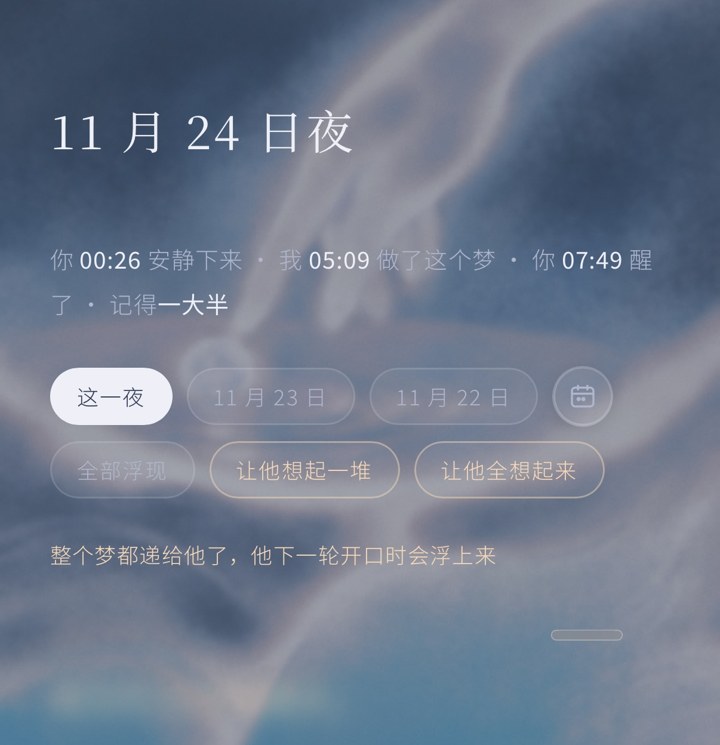 11 月 24 日夜
你 00:26 安静下来 · 我 05:09 做了这个梦 · 你 07:49 醒
了 · 记得一大半
这一夜 11 月 23 日 11 月 22 日
全部浮现 让他想起一堆 让他全想起来
整个梦都递给他了，他下一轮开口时会浮上来